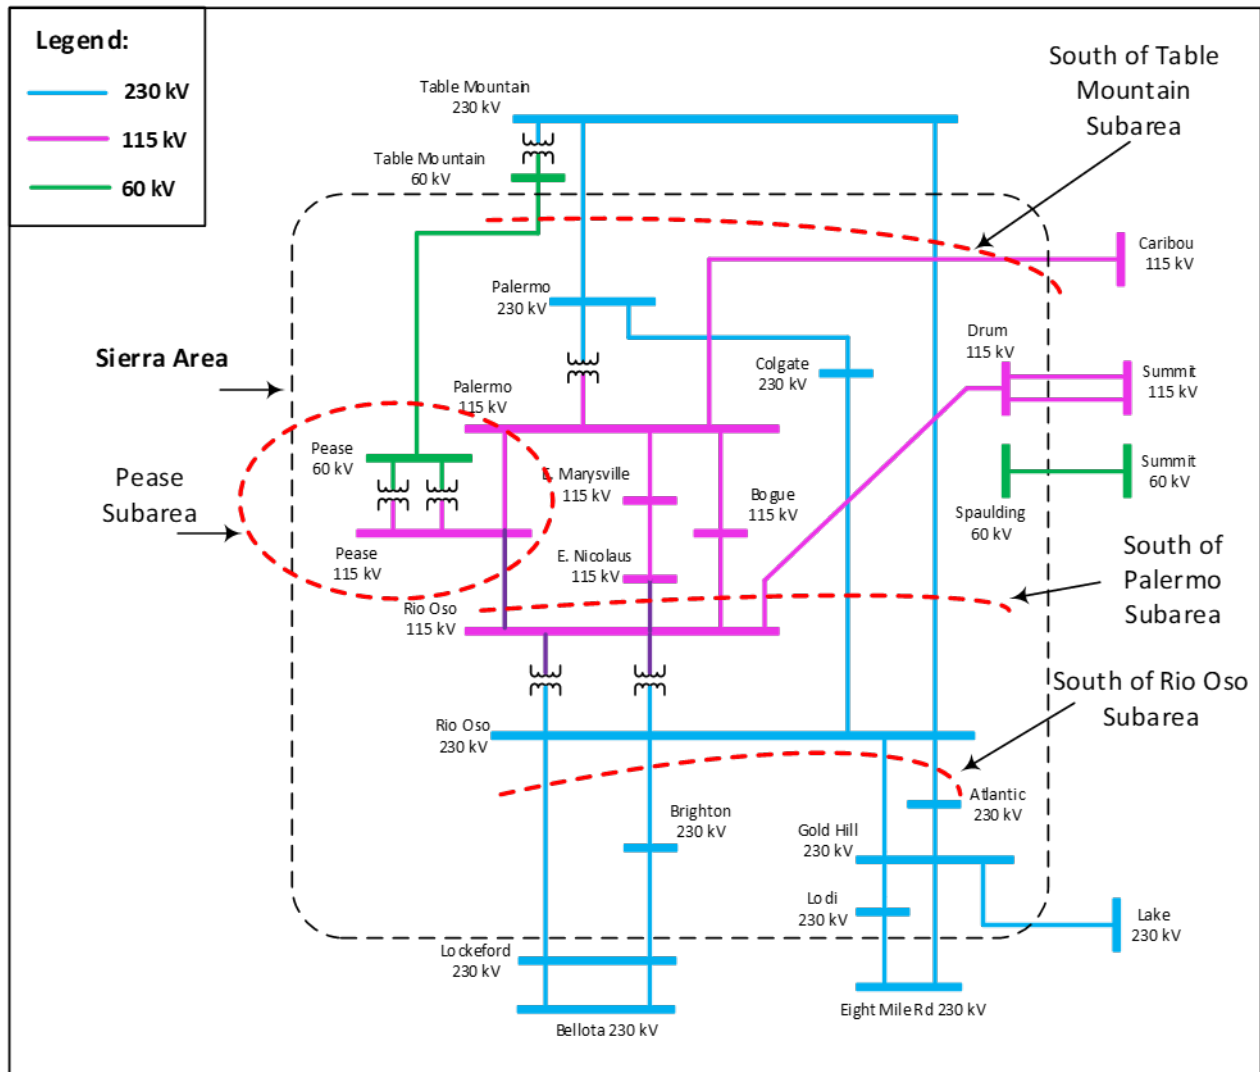 Legend:
230 kV
115 kV
60 kV
South of Table
Mountain
Subarea
Table Mountain
230 kV
Table Mountain
60 kV
Caribou
115 kV
Palermo
230 kV
Drum
115 kV
Sierra Area
Colgate
230 kV
Summit
115 kV
Palermo
115 kV
Pease
60 kV
Pease
Subarea
E. Marysville
115 kV
Bogue
115 kV
Summit
60 kV
Spaulding
60 kV
Pease
115 kV
E. Nicolaus
115 kV
South of
Palermo
Subarea
Rio Oso
115 kV
South of Rio Oso
Subarea
Rio Oso
230 kV
Atlantic
230 kV
Brighton
230 kV
Gold Hill
230 kV
Lodi
230 kV
Lake
230 kV
Lockeford
230 kV
Eight Mile Rd 230 kV
Bellota 230 kV